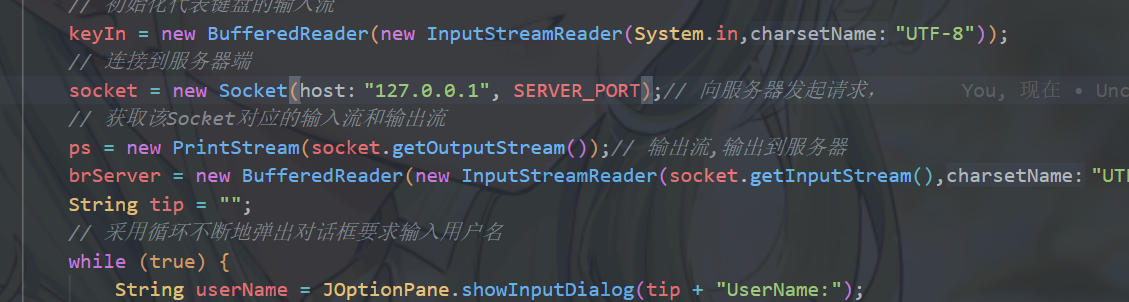 // 初始化代表键盘的输入流
keyIn = new BufferedReader(new InputStreamReader(System.in,charsetName:"UTF-8"));
// 连接到服务器端
socket = new Socket(host:"127.0.0.1", SERVER_PORT);// 向服务器发起请求, You, 现在 • Unc
// 获取该Socket对应的输入流和输出流
ps = new PrintStream(socket.getOutputStream());// 输出流,输出到服务器
brServer = new BufferedReader(new InputStreamReader(socket.getInputStream(),charsetName:"UT
String tip = "";
// 采用循环不断地弹出对话框要求输入用户名
while (true) {
String userName = JOptionPane.showInputDialog(tip + "UserName:");